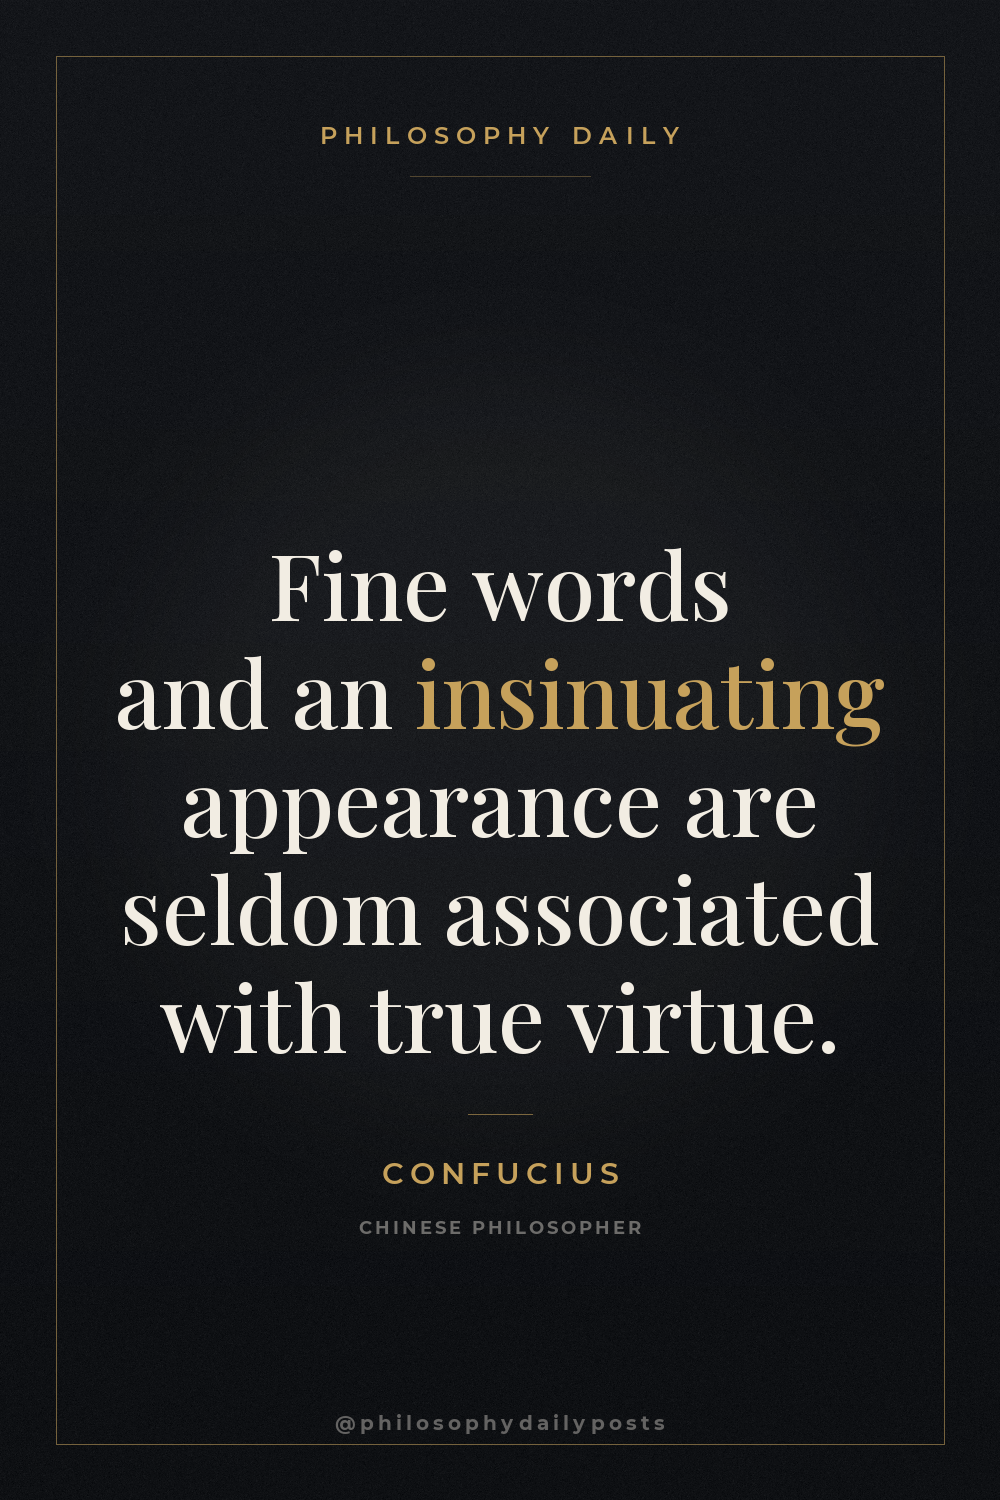 PHILOSOPHY DAILY
Fine words
and an insinuating
appearance are
seldom associated
with true virtue.
CONFUCIUS
CHINESE PHILOSOPHER
@philosophydailyposts